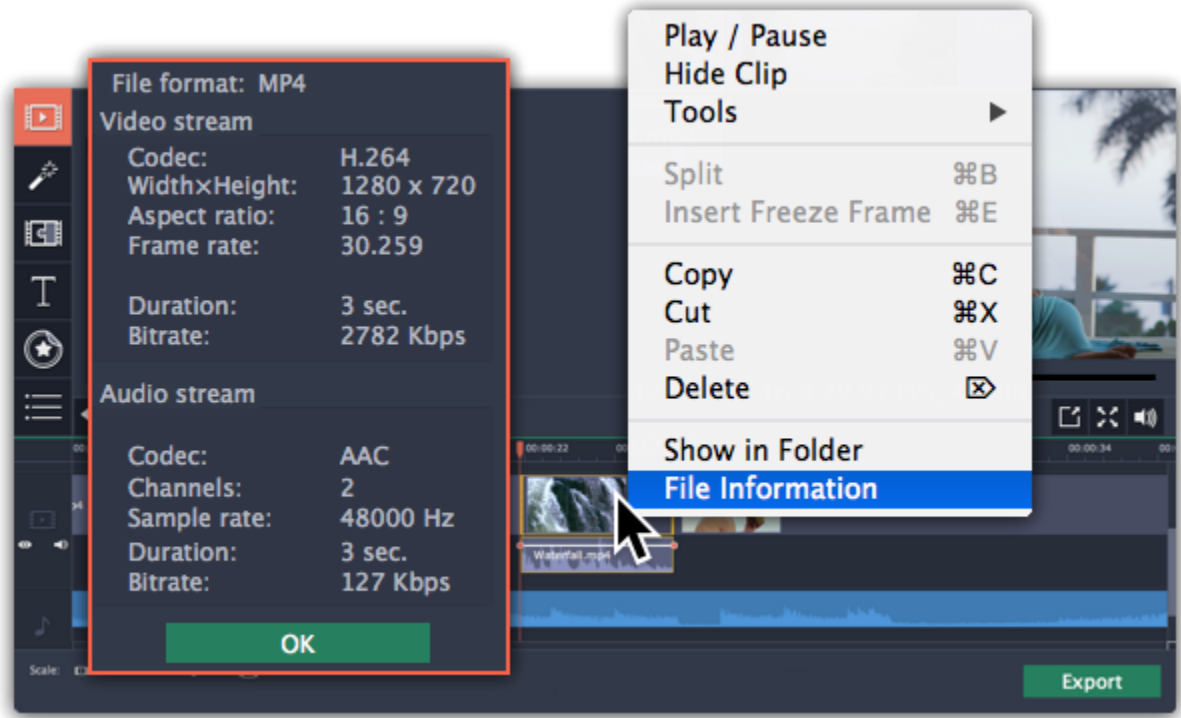 File format: MP4
Video stream
Codec: H.264
Width×Height: 1280 x 720
Aspect ratio: 16 : 9
Frame rate: 30.259
Duration: 3 sec.
Bitrate: 2782 Kbps
Audio stream
Codec: AAC
Channels: 2
Sample rate: 48000 Hz
Duration: 3 sec.
Bitrate: 127 Kbps
OK
Play / Pause
Hide Clip
Tools
Split ⌘B
Insert Freeze Frame ⌘E
Copy ⌘C
Cut ⌘X
Paste ⌘V
Delete ⌦
Show in Folder
File Information
00:00:22
00:00:34
Waterfall.mp4
Scale:
Export